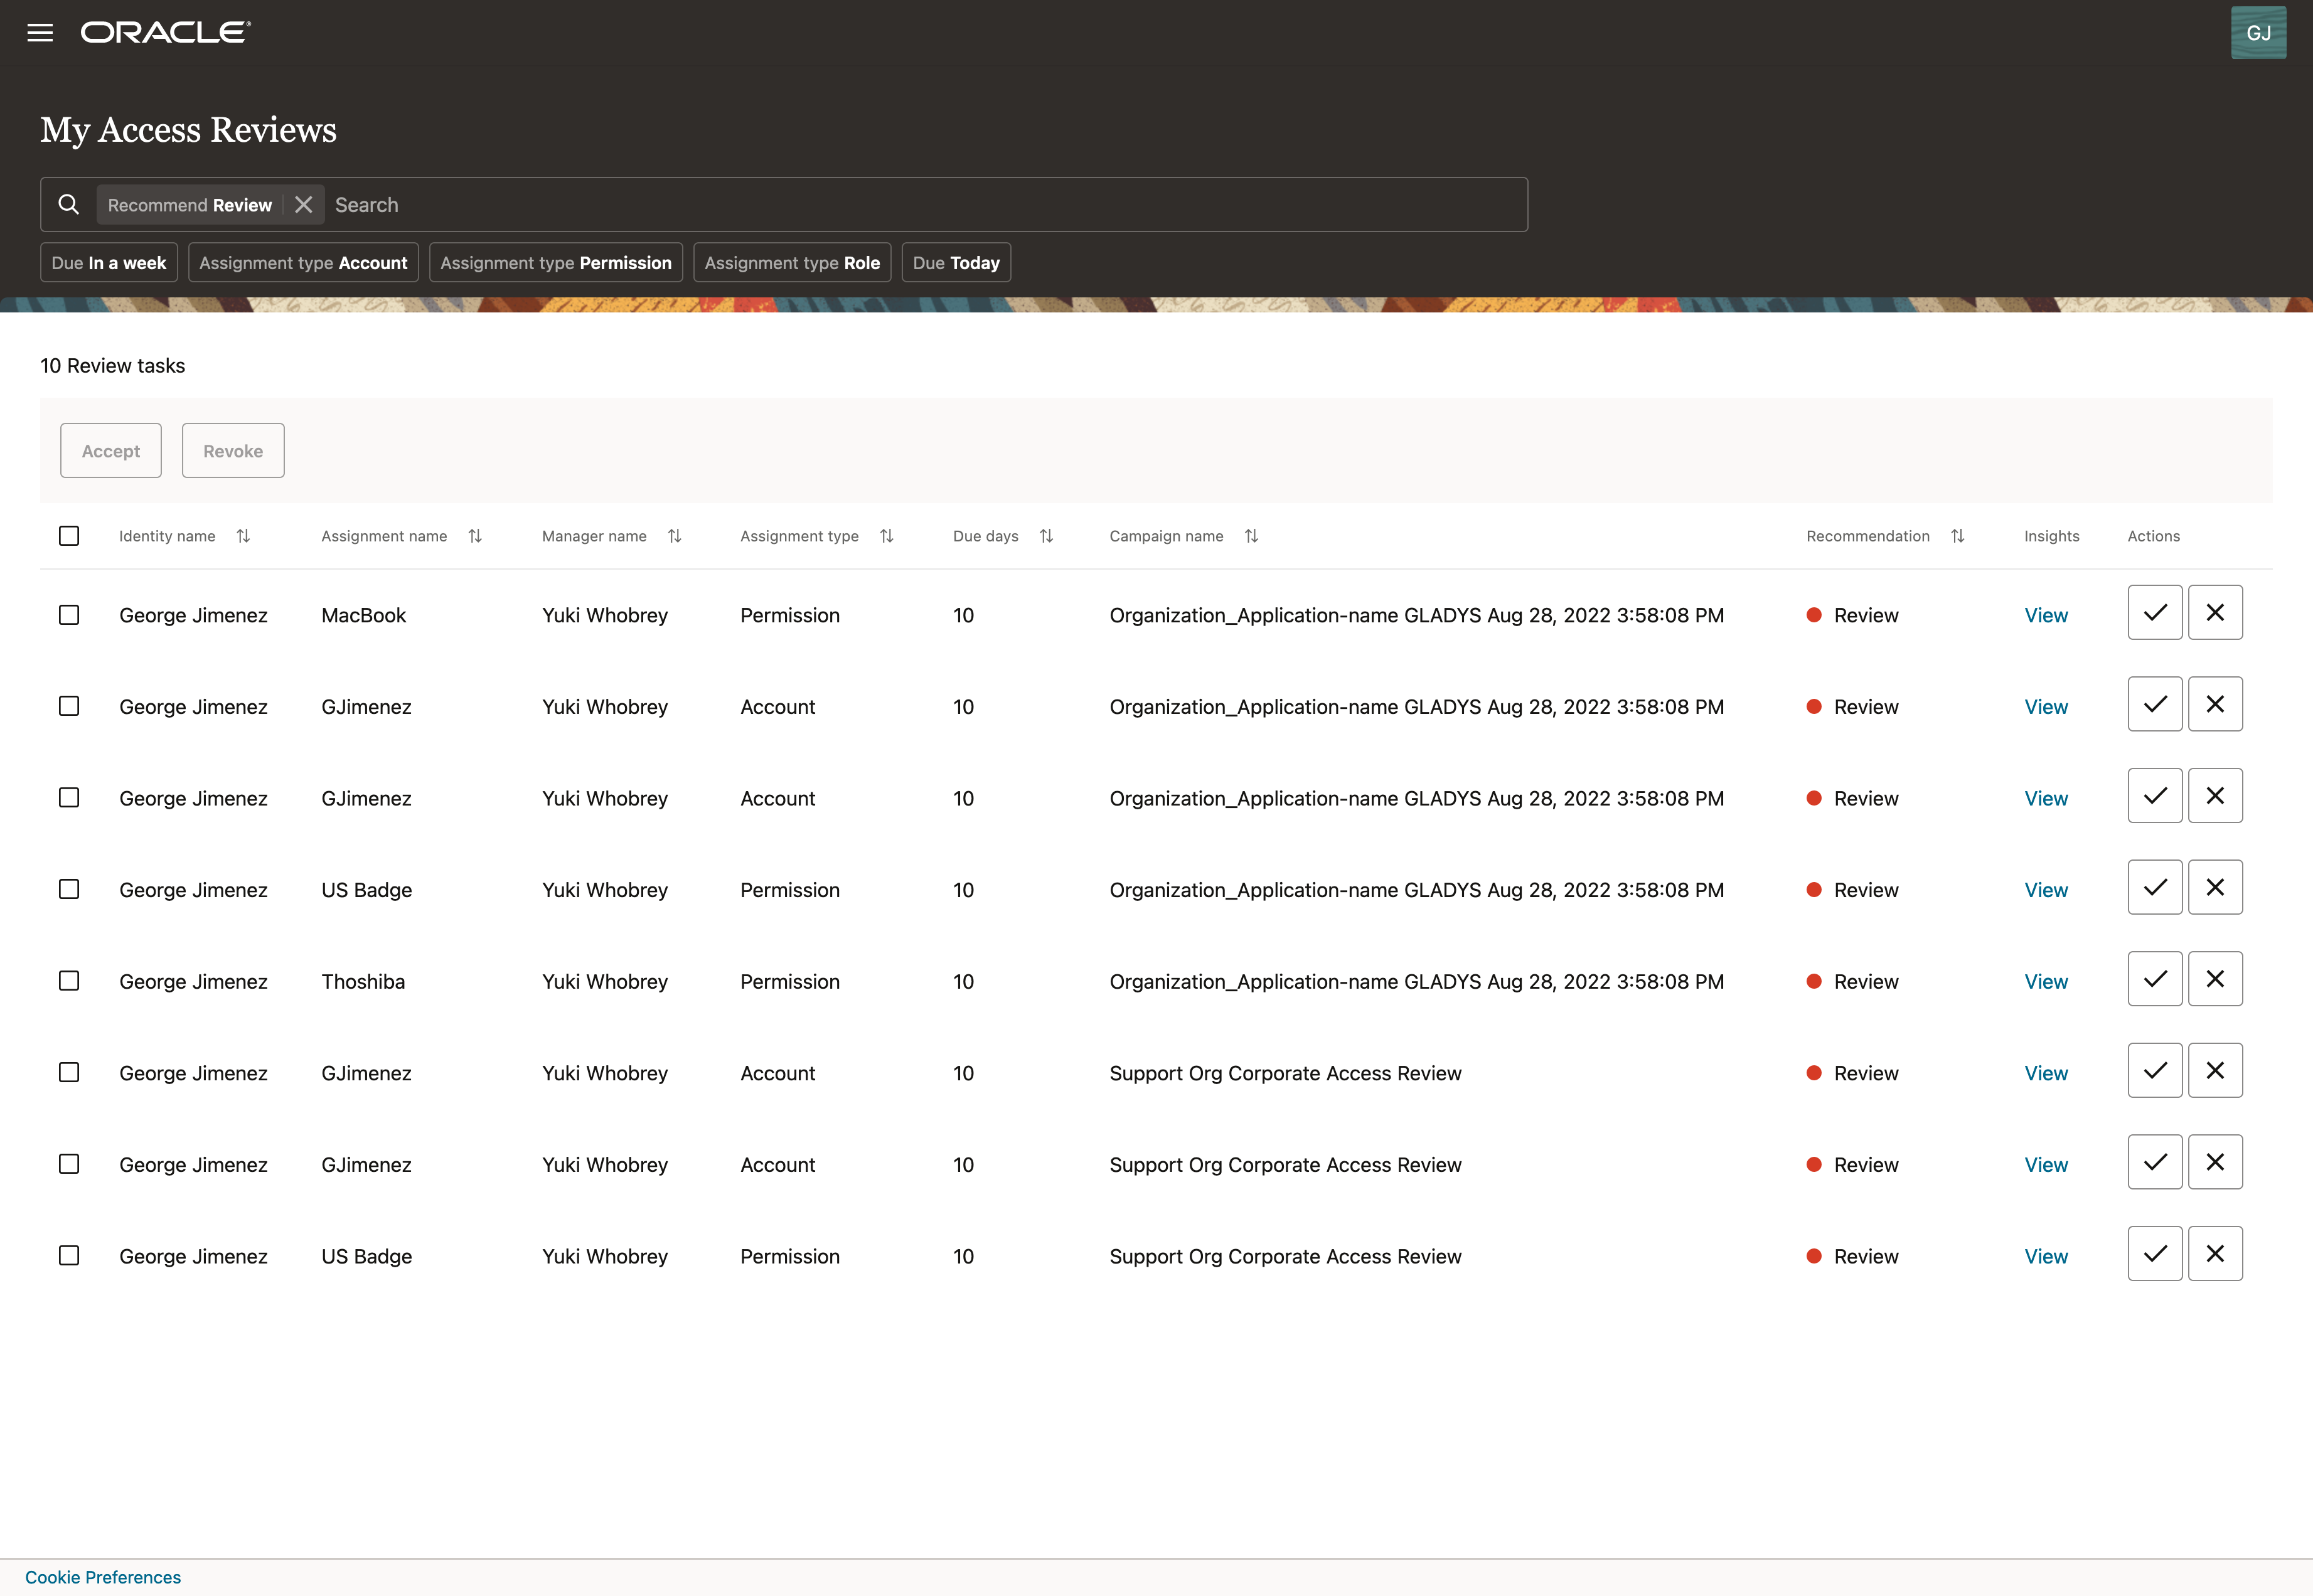 ORACLE
GJ
My Access Reviews
Recommend Review Search
Due In a week Assignment type Account Assignment type Permission Assignment type Role Due Today
10 Review tasks
Accept Revoke
Identity name Assignment name Manager name Assignment type Due days Campaign name Recommendation Insights Actions
George Jimenez MacBook Yuki Whobrey Permission 10 Organization_Application-name GLADYS Aug 28, 2022 3:58:08 PM Review View
George Jimenez GJimenez Yuki Whobrey Account 10 Organization_Application-name GLADYS Aug 28, 2022 3:58:08 PM Review View
George Jimenez GJimenez Yuki Whobrey Account 10 Organization_Application-name GLADYS Aug 28, 2022 3:58:08 PM Review View
George Jimenez US Badge Yuki Whobrey Permission 10 Organization_Application-name GLADYS Aug 28, 2022 3:58:08 PM Review View
George Jimenez Thoshiba Yuki Whobrey Permission 10 Organization_Application-name GLADYS Aug 28, 2022 3:58:08 PM Review View
George Jimenez GJimenez Yuki Whobrey Account 10 Support Org Corporate Access Review Review View
George Jimenez GJimenez Yuki Whobrey Account 10 Support Org Corporate Access Review Review View
George Jimenez US Badge Yuki Whobrey Permission 10 Support Org Corporate Access Review Review View
Cookie Preferences